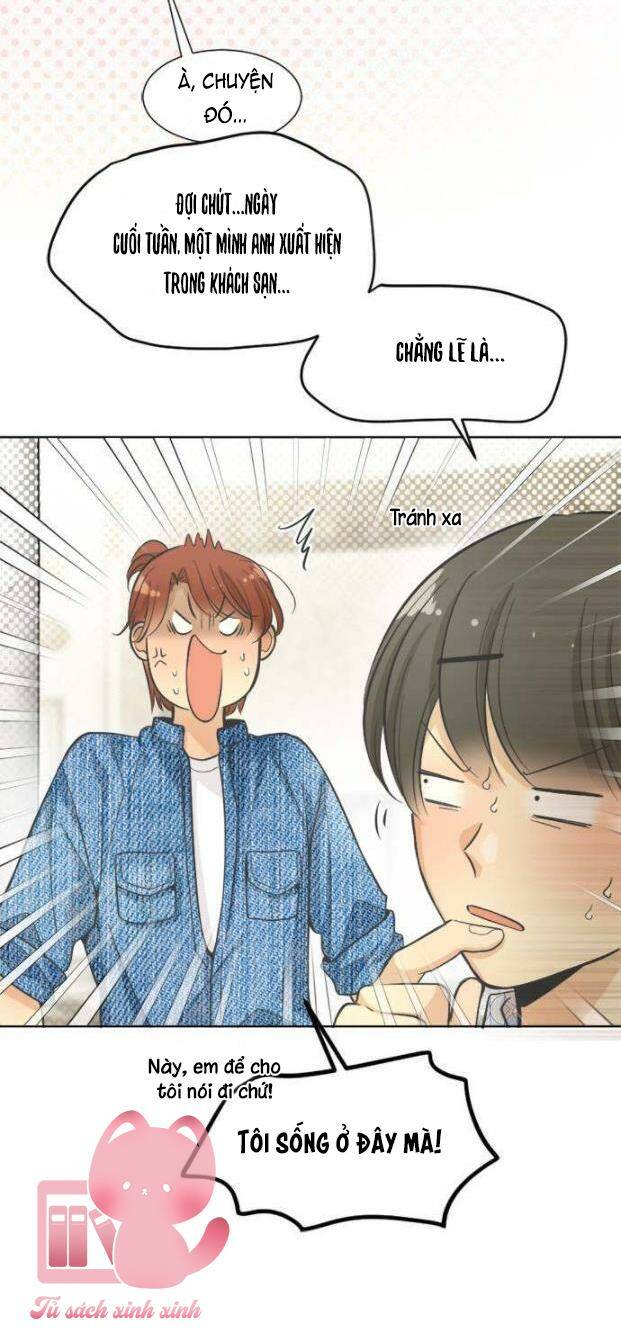 À, CHUYỆN
ĐÓ...
ĐỢI CHÚT...NGÀY
CUỐI TUẦN, MỘT MÌNH ANH XUẤT HIỆN
TRONG KHÁCH SẠN...
CHẲNG LẼ LÀ...
Tránh xa
Này, em để cho
tôi nói đi chứ!
TÔI SỐNG Ở ĐÂY MÀ!
Tủ sách xinh xinh